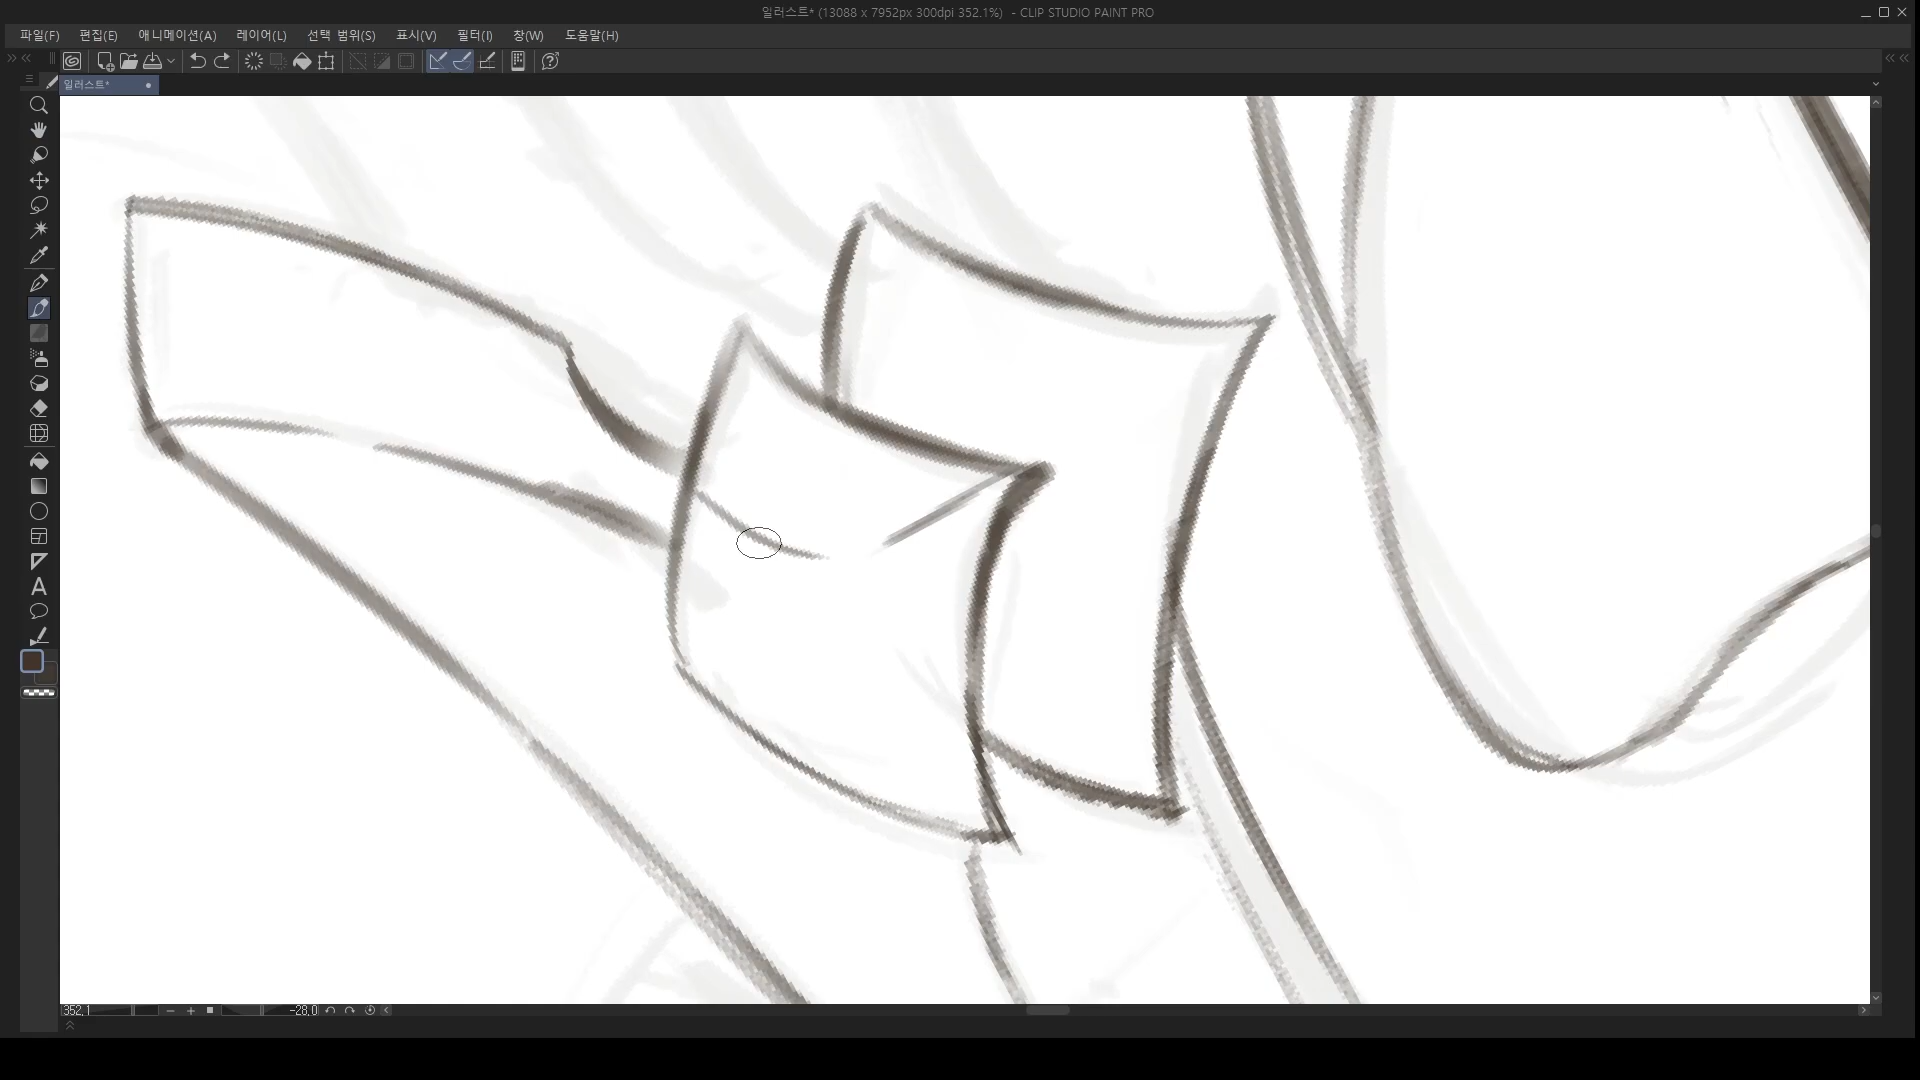 일러스트* (13088 x 7952px 300dpi 352.1%)  - CLIP STUDIO PAINT PRO
파일(F) 편집(E) 애니메이션(A) 레이어(L) 선택 범위(S) 표시(V) 필터(I) 창(W) 도움말(H)
일러스트*
352.1
-28.0